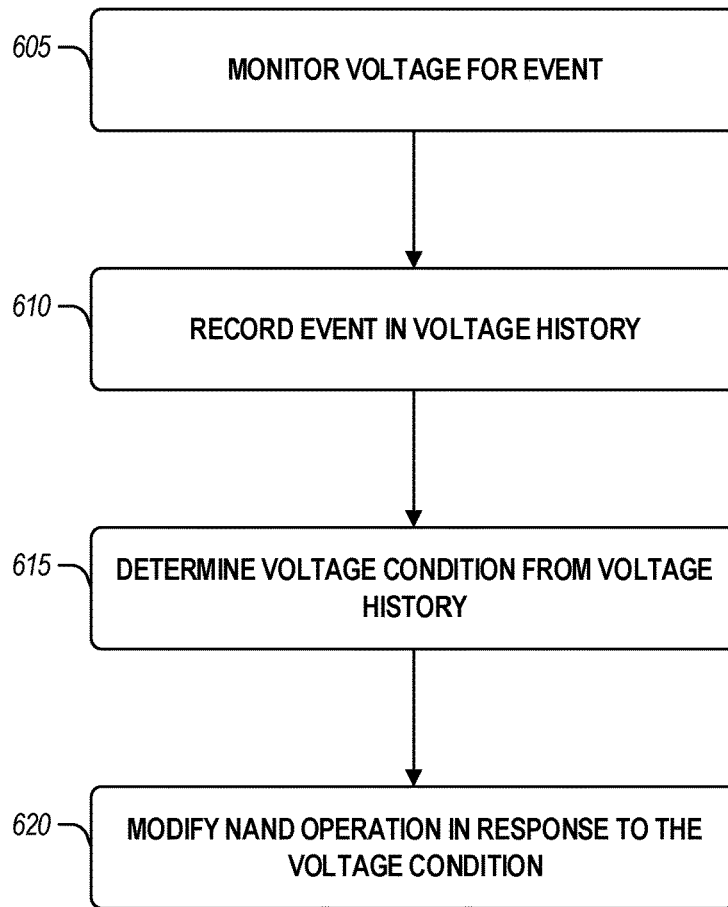 605
MONITOR VOLTAGE FOR EVENT
610
RECORD EVENT IN VOLTAGE HISTORY
615
DETERMINE VOLTAGE CONDITION FROM VOLTAGE
HISTORY
620
MODIFY NAND OPERATION IN RESPONSE TO THE
VOLTAGE CONDITION